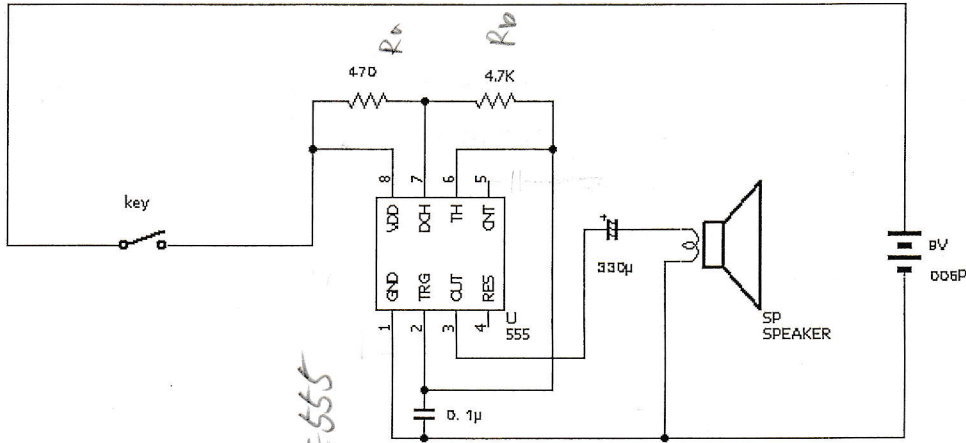 Ra
Rb
470
4.7K
8
7
6
5
VDD
DCH
TH
CNT
key
GND
TRG
OUT
RES
1
2
3
4
U
555
330μ
SP
SPEAKER
9V
006P
0.1μ
555